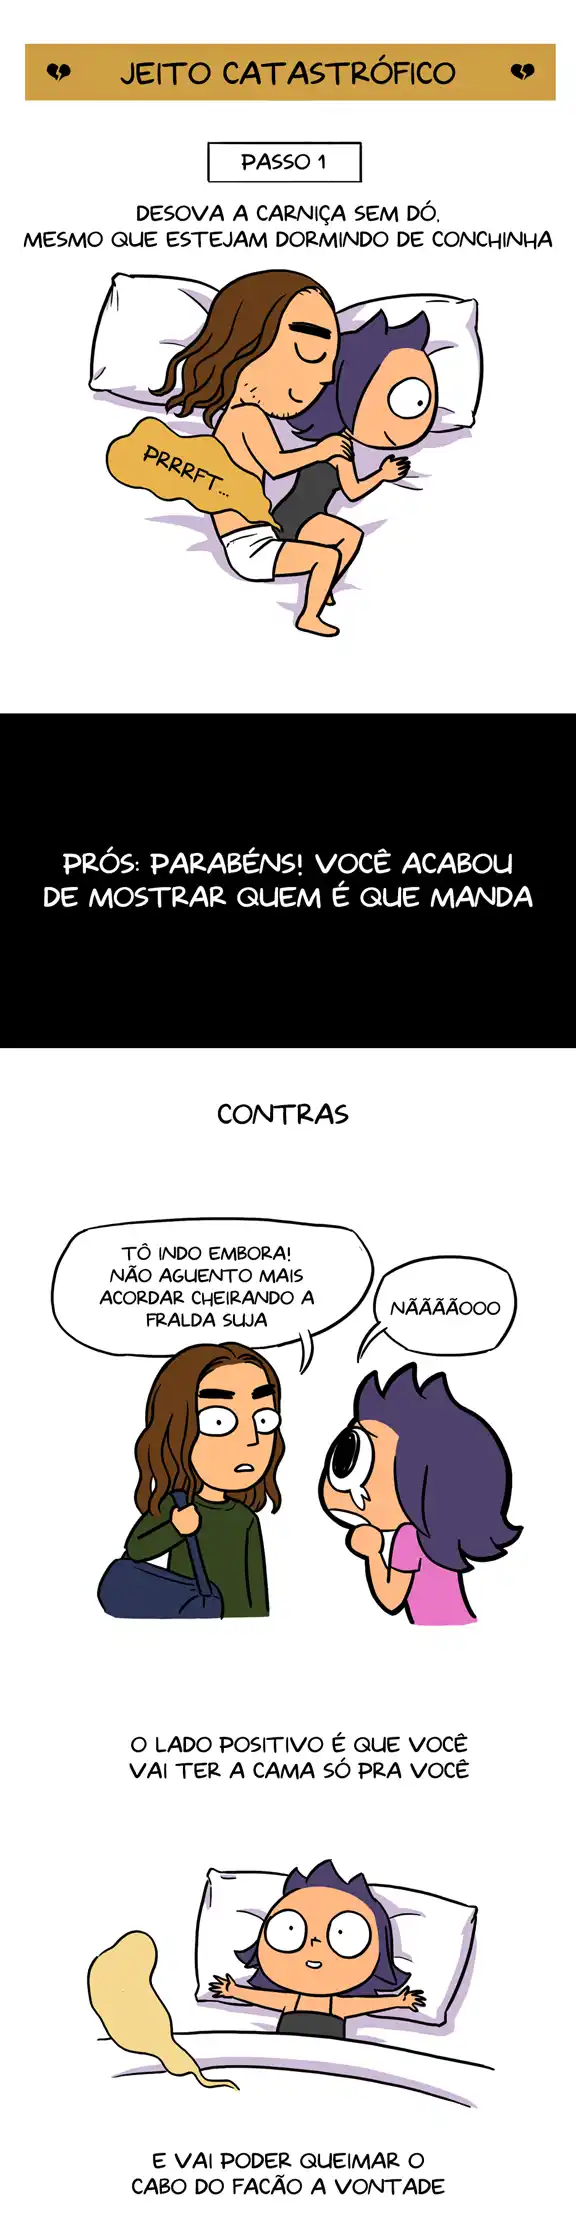 JEITO CATASTRÓFICO
PASSO 1
DESOVA A CARNIÇA SEM DÓ,
MESMO QUE ESTEJAM DORMINDO DE CONCHINHA
PRRRFT...
PRÓS: PARABÉNS! VOCÊ ACABOU
DE MOSTRAR QUEM É QUE MANDA
CONTRAS
TÔ INDO EMBORA!
NÃO AGUENTO MAIS
ACORDAR CHEIRANDO A
FRALDA SUJA
NÃÃÃÃOOO
O LADO POSITIVO É QUE VOCÊ
VAI TER A CAMA SÓ PRA VOCÊ
E VAI PODER QUEIMAR O
CABO DO FACÃO A VONTADE